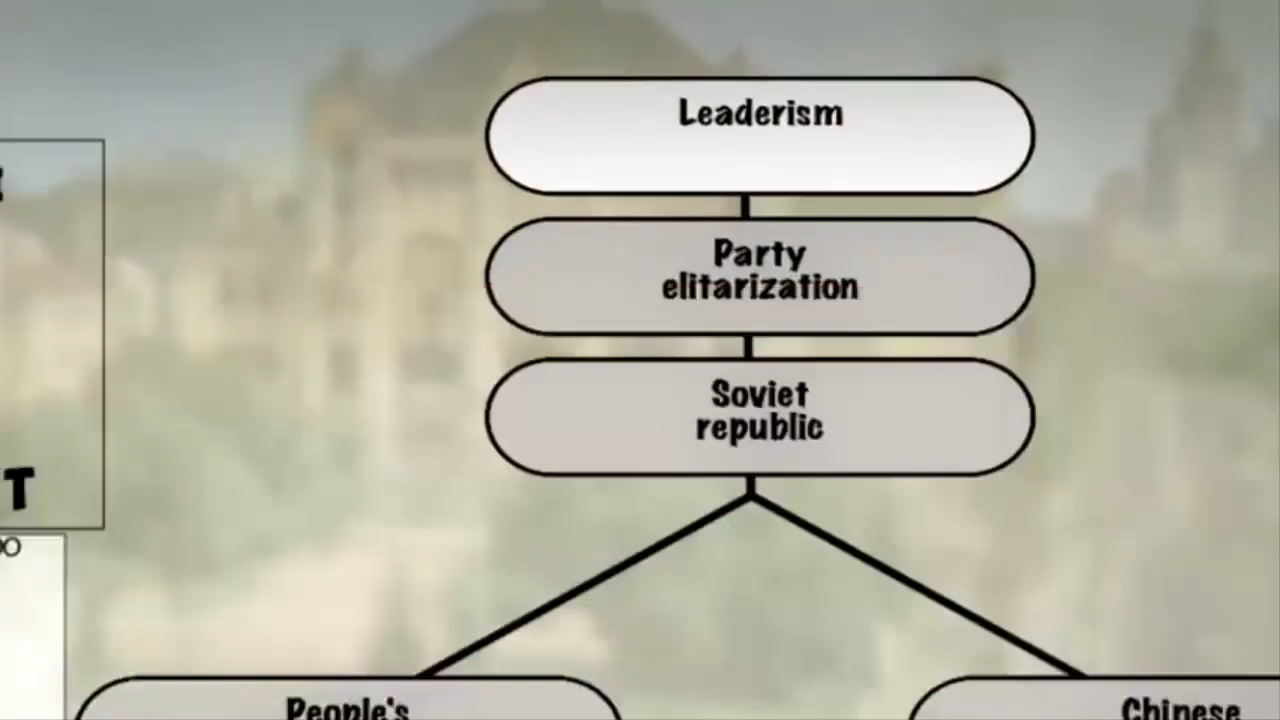 Leaderism
Party
elitarization
Soviet
republic
T
People's
Chinese